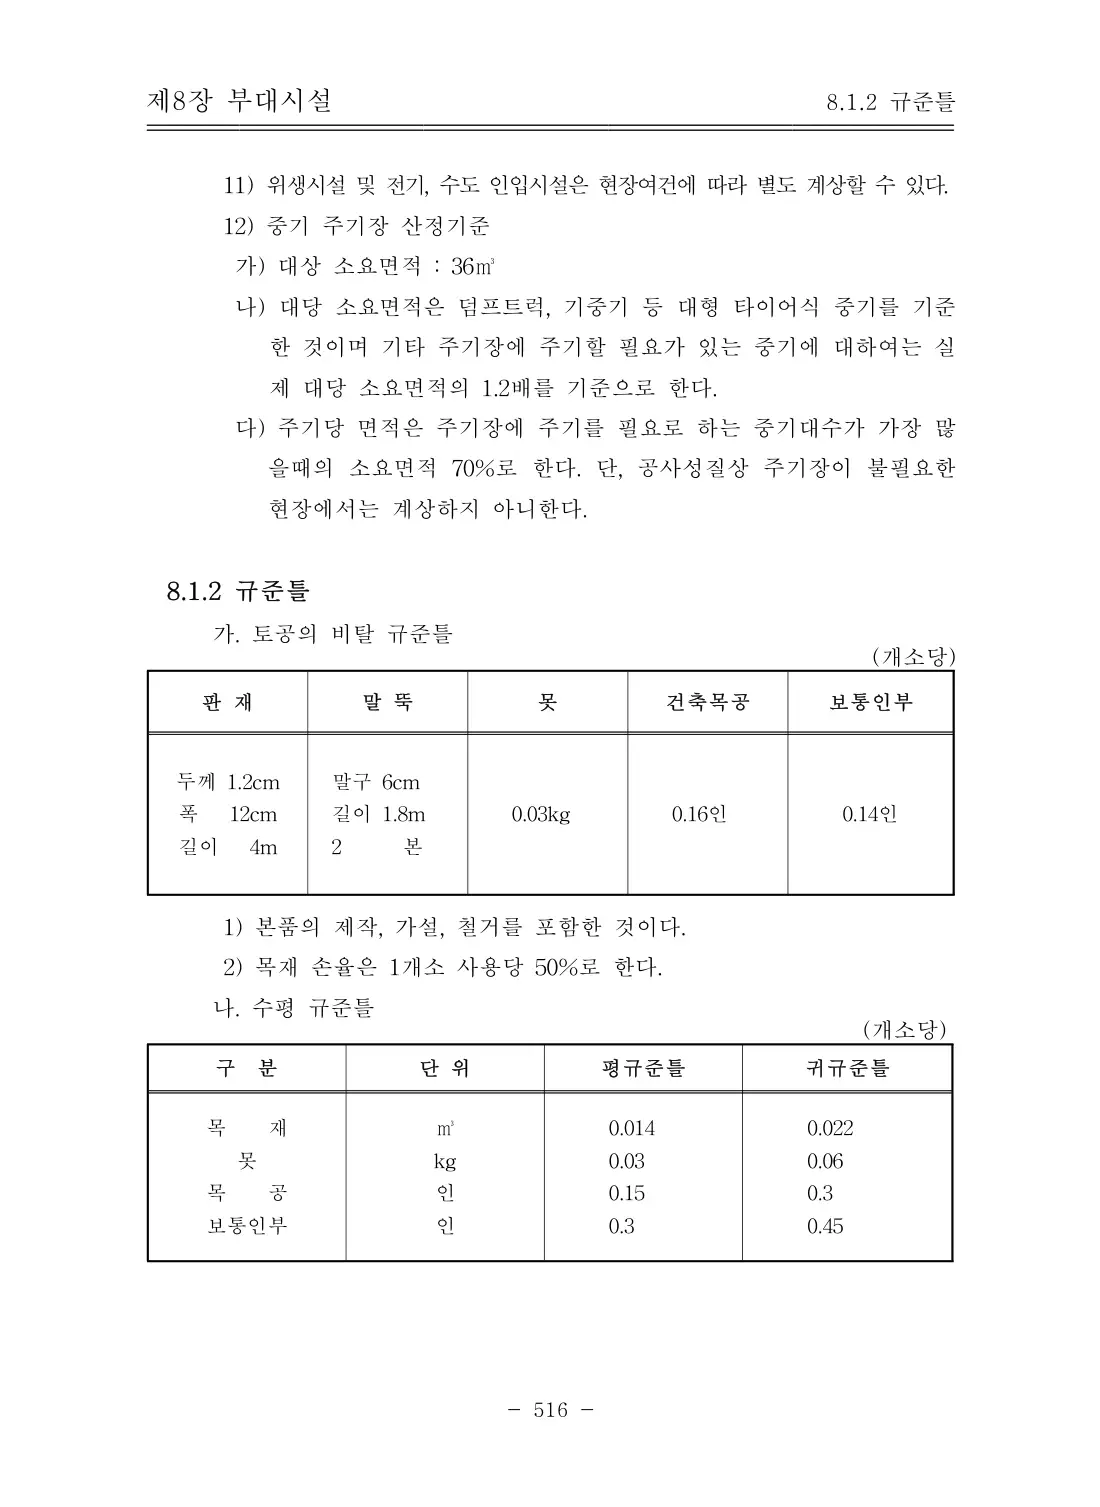 제8장 부대시설 8.1.2 규준틀
11) 위생시설 및 전기, 수도 인입시설은 현장여건에 따라 별도 계상할 수 있다.
12) 중기 주기장 산정기준
가) 대상 소요면적 : 36㎥
나) 대당 소요면적은 덤프트럭, 기중기 등 대형 타이어식 중기를 기준
한 것이며 기타 주기장에 주기할 필요가 있는 중기에 대하여는 실
제 대당 소요면적의 1.2배를 기준으로 한다.
다) 주기당 면적은 주기장에 주기를 필요로 하는 중기대수가 가장 많
을때의 소요면적 70%로 한다. 단, 공사성질상 주기장이 불필요한
현장에서는 계상하지 아니한다.
8.1.2 규준틀
가. 토공의 비탈 규준틀
(개소당)
판 재 말 뚝 못 건축목공 보통인부
두께 1.2cm 말구 6cm
폭 12cm 길이 1.8m 0.03kg 0.16인 0.14인
길이 4m 2 본
1) 본품의 제작, 가설, 철거를 포함한 것이다.
2) 목재 손율은 1개소 사용당 50%로 한다.
나. 수평 규준틀
(개소당)
구 분 단 위 평규준틀 귀규준틀
목 재 ㎥ 0.014 0.022
못 kg 0.03 0.06
목 공 인 0.15 0.3
보통인부 인 0.3 0.45
- 516 -